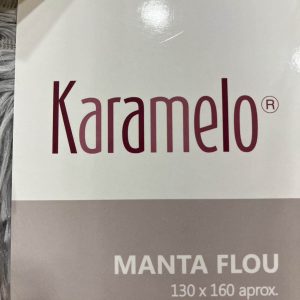 Karamelo®
MANTA FLOU
130 x 160 aprox.